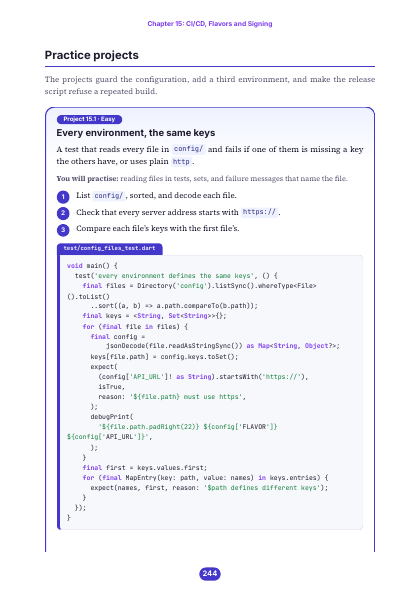 Chapter 15: CI/CD, Flavors and Signing
Practice projects
The projects guard the configuration, add a third environment, and make the release
script refuse a repeated build.
Project 15.1 · Easy
Every environment, the same keys
A test that reads every file in config/ and fails if one of them is missing a key
the others have, or uses plain http.
You will practise: reading files in tests, sets, and failure messages that name the file.
1 List config/, sorted, and decode each file.
2 Check that every server address starts with https://.
3 Compare each file's keys with the first file's.
test/config_files_test.dart
void main() {
  test('every environment defines the same keys', () {
    final files = Directory('config').listSync().whereType<File>
().toList()
      ..sort((a, b) => a.path.compareTo(b.path));
    final keys = <String, Set<String>>{};
    for (final file in files) {
      final config =
          jsonDecode(file.readAsStringSync()) as Map<String, Object?>;
      keys[file.path] = config.keys.toSet();
      expect(
        (config['API_URL']! as String).startsWith('https://'),
        isTrue,
        reason: '${file.path} must use https',
      );
      debugPrint(
        '${file.path.padRight(22)} ${config['FLAVOR']}
${config['API_URL']}',
      );
    }
    final first = keys.values.first;
    for (final MapEntry(key: path, value: names) in keys.entries) {
      expect(names, first, reason: '$path defines different keys');
    }
  });
}
244